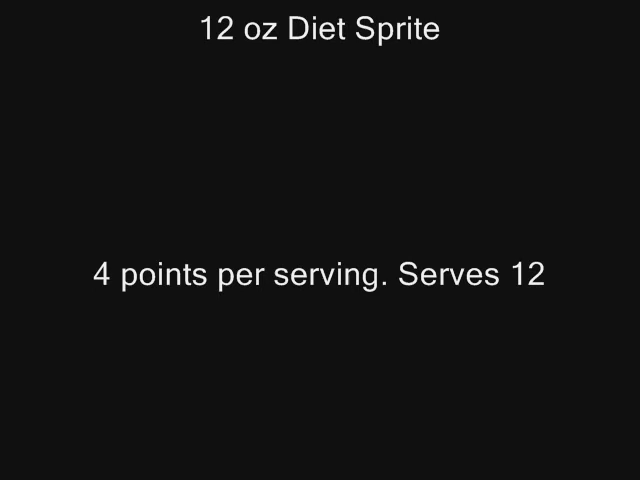 12 oz Diet Sprite
4 points per serving. Serves 12